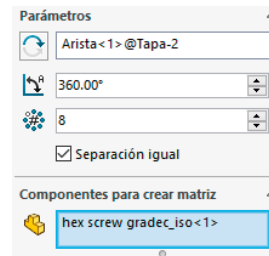 Parámetros
Arista<1>@Tapa-2
360.00°
8
Separación igual
Componentes para crear matriz
hex screw gradec_iso<1>